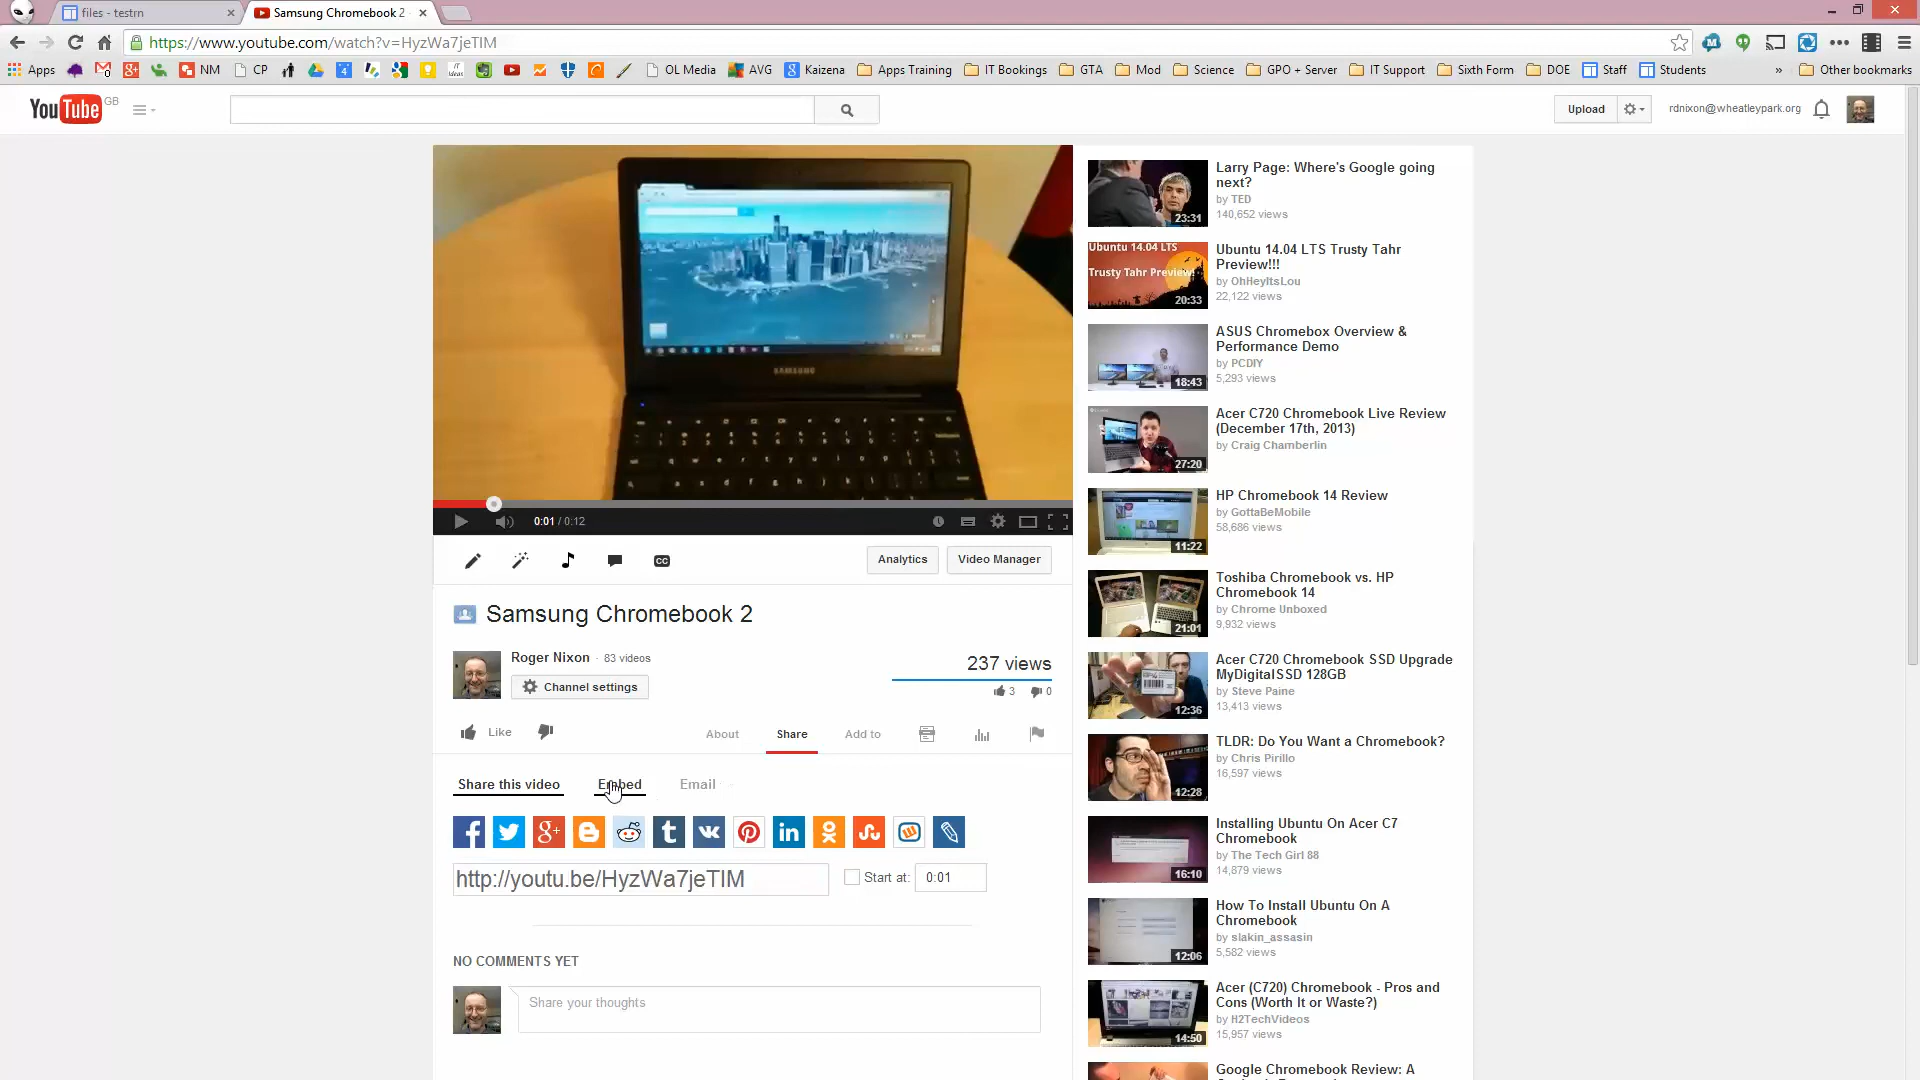 files - testrn
Samsung Chromebook 2
https://www.youtube.com/watch?v=HyzWa7jeTIM
Apps NM CP IT Ideas OL Media AVG Kaizena Apps Training IT Bookings GTA Mod Science GPO + Server IT Support Sixth Form DOE Staff Students » Other bookmarks
YouTube GB
Upload
rdnixon@wheatleypark.org
SAMSUNG
0:01 / 0:12
CC
Analytics
Video Manager
Samsung Chromebook 2
Roger Nixon · 83 videos
Channel settings
237 views
3 0
Like
About Share Add to
Share this video Embed Email
http://youtu.be/HyzWa7jeTIM
Start at: 0:01
NO COMMENTS YET
Share your thoughts
Larry Page: Where's Google going
next?
by TED
140,652 views
23:31
Ubuntu 14.04 LTS
Trusty Tahr Preview!
20:33
Ubuntu 14.04 LTS Trusty Tahr
Preview!!!
by OhHeyItsLou
22,122 views
ASUS Chromebox Overview &
Performance Demo
by PCDIY
5,293 views
18:43
Acer C720 Chromebook Live Review
(December 17th, 2013)
by Craig Chamberlin
27:20
HP Chromebook 14 Review
by GottaBeMobile
58,686 views
11:22
Toshiba Chromebook vs. HP
Chromebook 14
by Chrome Unboxed
9,932 views
21:01
Acer C720 Chromebook SSD Upgrade
MyDigitalSSD 128GB
by Steve Paine
13,413 views
12:36
TLDR: Do You Want a Chromebook?
by Chris Pirillo
16,597 views
12:28
Installing Ubuntu On Acer C7
Chromebook
by The Tech Girl 88
14,879 views
16:10
How To Install Ubuntu On A
Chromebook
by slakin_assasin
5,582 views
12:06
Acer (C720) Chromebook - Pros and
Cons (Worth It or Waste?)
by H2TechVideos
15,957 views
14:50
Google Chromebook Review: A